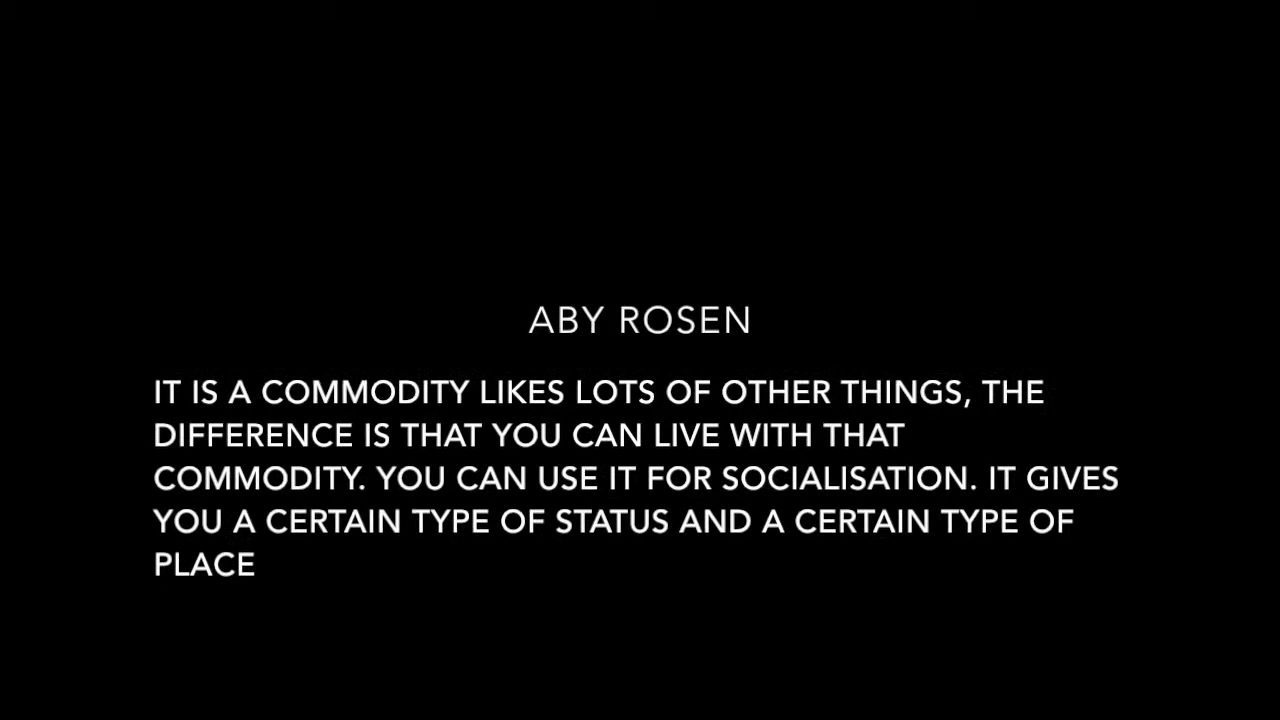 ABY ROSEN
IT IS A COMMODITY LIKES LOTS OF OTHER THINGS, THE
DIFFERENCE IS THAT YOU CAN LIVE WITH THAT
COMMODITY. YOU CAN USE IT FOR SOCIALISATION. IT GIVES
YOU A CERTAIN TYPE OF STATUS AND A CERTAIN TYPE OF
PLACE